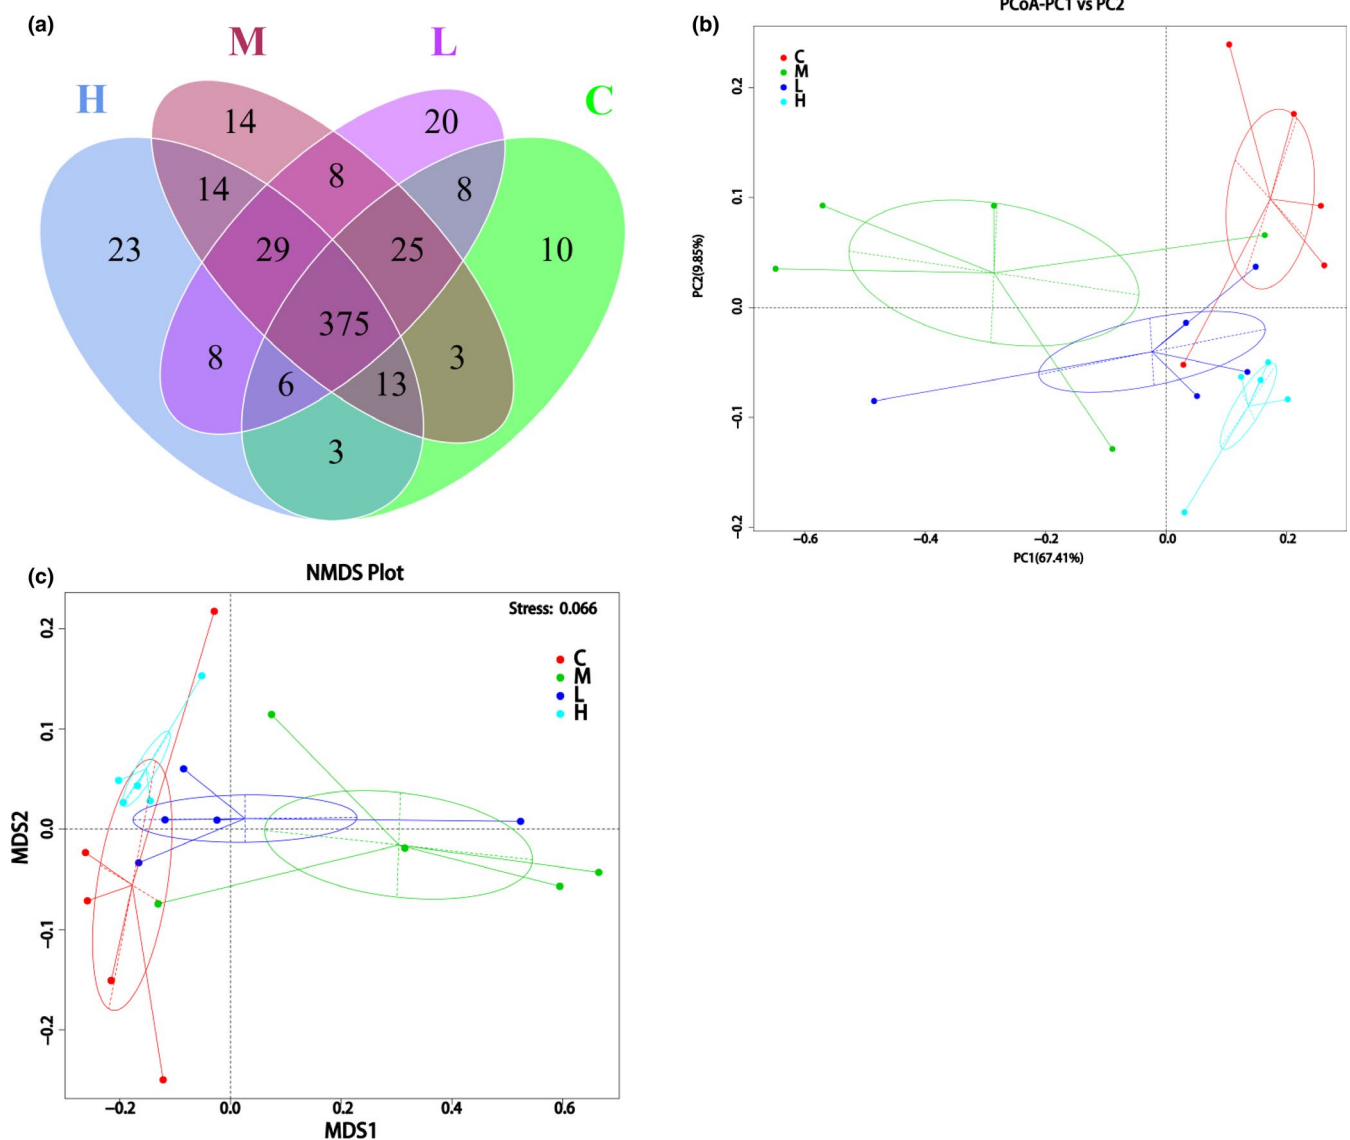 (a)
H
M
L
C
14
20
14
8
8
23
29
25
10
375
8
6
13
3
3
(b)
PCoA-PC1 vs PC2
C
M
L
H
PC2(9.85%)
0.2
0.1
0.0
−0.1
−0.2
−0.6
−0.4
−0.2
0.0
0.2
PC1(67.41%)
(c)
NMDS Plot
Stress: 0.066
C
M
L
H
MDS2
0.2
0.1
0.0
−0.1
−0.2
−0.2
0.0
0.2
0.4
0.6
MDS1